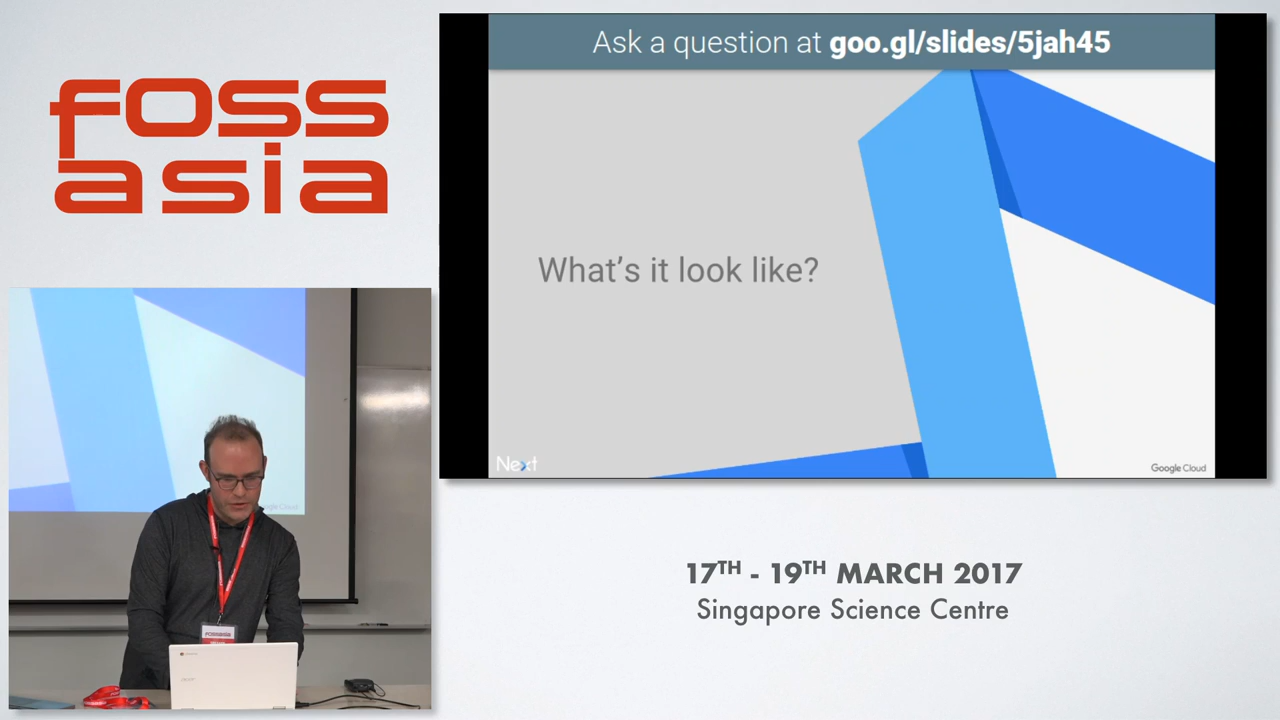 foss
asia
Ask a question at goo.gl/slides/5jah45
What's it look like?
Next
Google Cloud
17TH - 19TH MARCH 2017
Singapore Science Centre
FOSSASIA